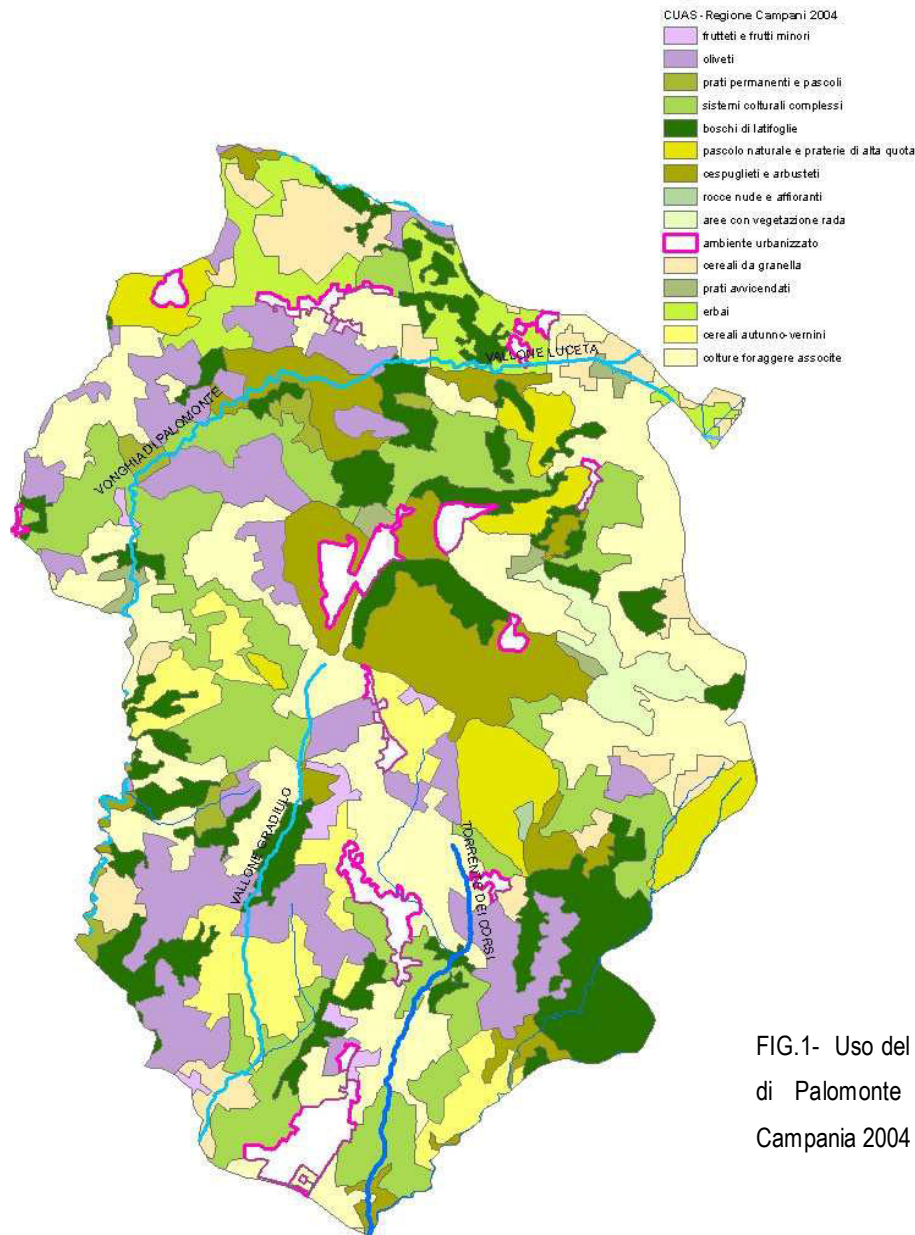 CUAS - Regione Campani 2004
frutteti e frutti minori
oliveti
prati permanenti e pascoli
sistemi colturali complessi
boschi di latifoglie
pascolo naturale e praterie di alta quota
cespuglieti e arbusteti
rocce nude e affioranti
aree con vegetazione rada
ambiente urbanizzato
cereali da granella
prati avvicendati
erbai
cereali autunno-vernini
colture foraggere associte
VALLONE LUCETA
VONGHIA DI PALOMONTE
VALLONE GRADIULO
TORRENTE DEI CORSI
FIG.1- Uso del
di Palomonte
Campania 2004